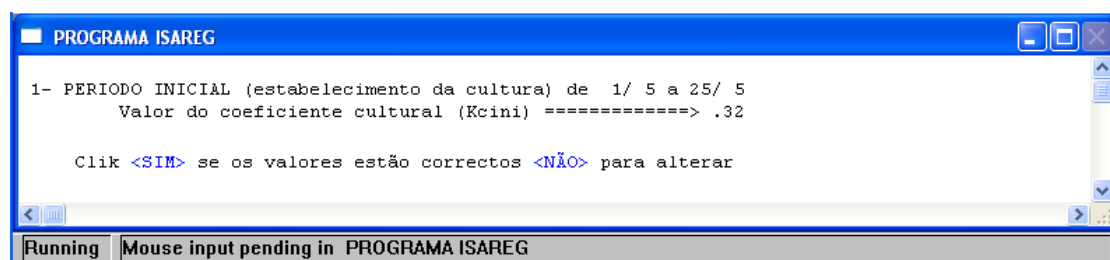 PROGRAMA ISAREG
1- PERIODO INICIAL (estabelecimento da cultura) de 1/ 5 a 25/ 5
Valor do coeficiente cultural (Kcini) =============> .32
Clik <SIM> se os valores estão correctos <NÃO> para alterar
Running Mouse input pending in PROGRAMA ISAREG